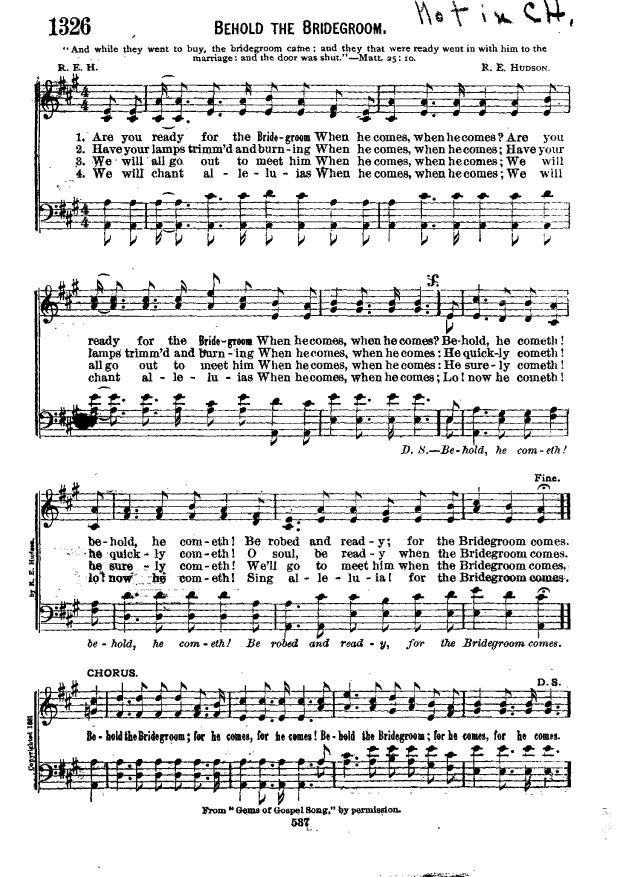 Not in CH.
1326 BEHOLD THE BRIDEGROOM.
"And while they went to buy, the bridegroom came; and they that were ready went in with him to the
marriage: and the door was shut."—Matt. 25: 10.
R. E. H. R. E. HUDSON.
1. Are you ready for the Bride-groom When he comes, when he comes? Are you
2. Have your lamps trimm'd and burn-ing When he comes, when he comes; Have your
3. We will all go out to meet him When he comes, when he comes; We will
4. We will chant al - le - lu - ias When he comes, when he comes; We will
ready for the Bride-groom When he comes, when he comes? Be-hold, he cometh!
lamps trimm'd and burn-ing When he comes, when he comes: He quick-ly cometh!
all go out to meet him When he comes, when he comes: He sure-ly cometh!
chant al - le - lu - ias When he comes, when he comes; Lo! now he cometh!
D. S.—Be-hold, he com-eth!
Fine.
be-hold, he com-eth! Be robed and read-y; for the Bridegroom comes.
he quick-ly com-eth! O soul, be read-y when the Bridegroom comes.
he sure-ly com-eth! We'll go to meet him when the Bridegroom comes.
lo! now he com-eth! Sing al-le-lu-ia! for the Bridegroom comes.
be-hold, he com-eth! Be robed and read-y, for the Bridegroom comes.
by R. E. Hudson.
CHORUS.
D. S.
Be-hold the Bridegroom; for he comes, for he comes! Be-hold the Bridegroom; for he comes, for he comes.
Copyrighted 1881
From "Gems of Gospel Song," by permission.
537